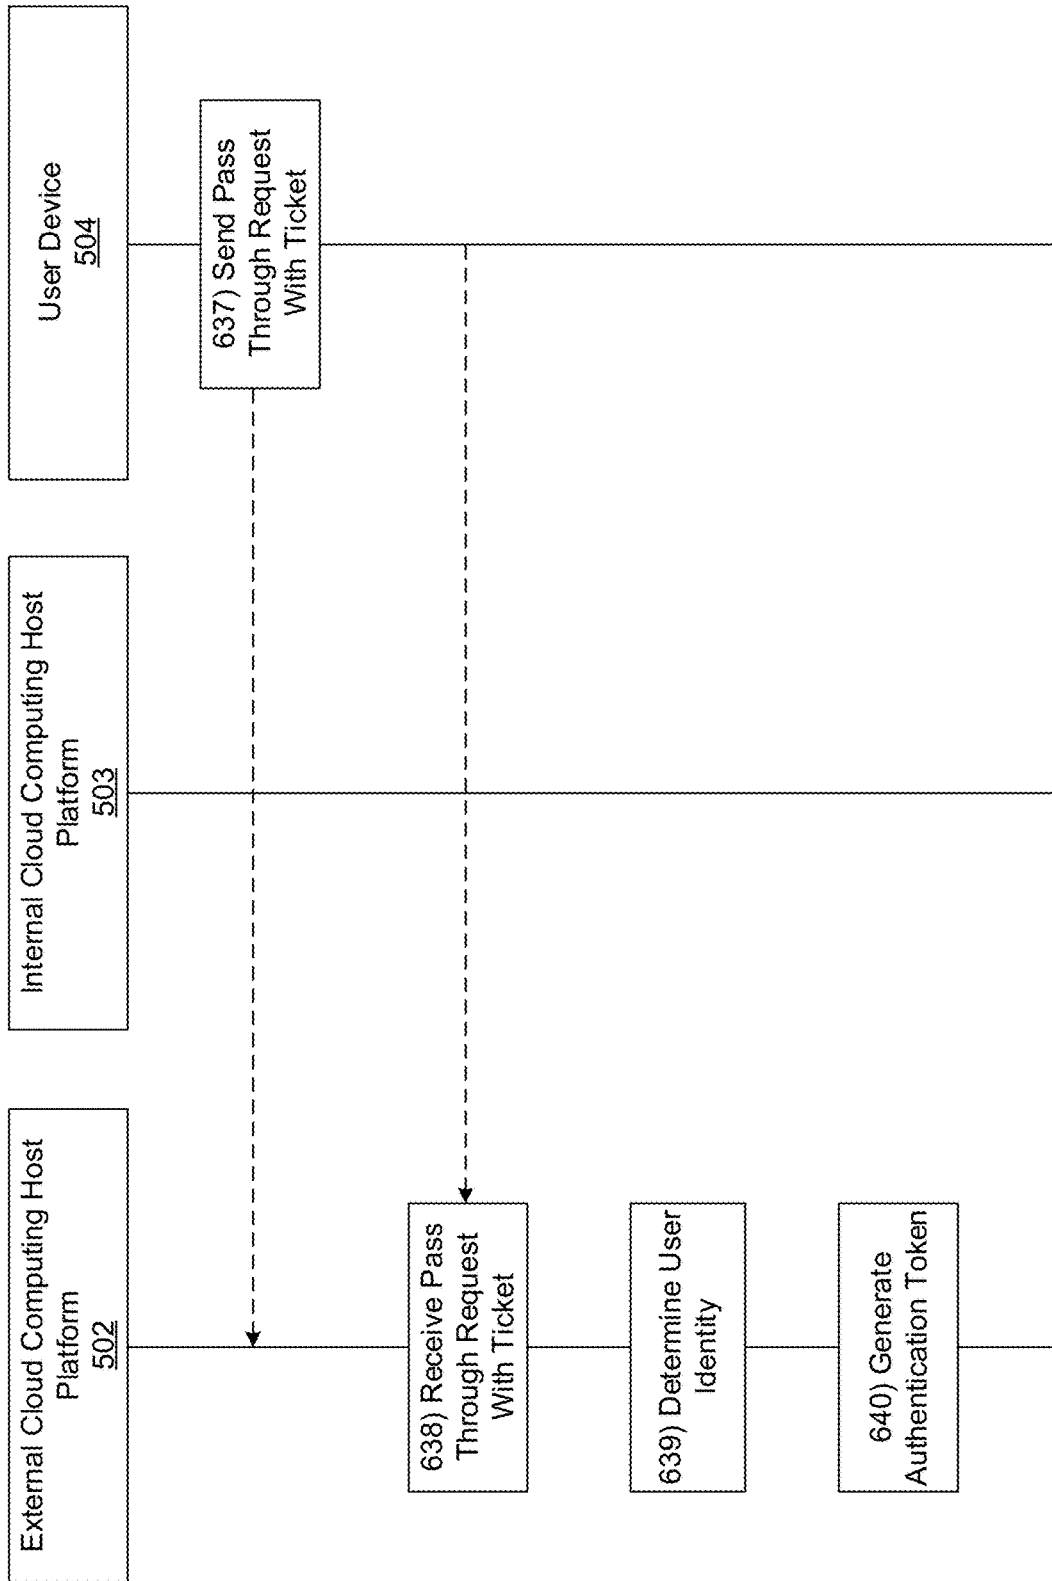 External Cloud Computing Host
Platform
502
Internal Cloud Computing Host
Platform
503
User Device
504
637) Send Pass
Through Request
With Ticket
638) Receive Pass
Through Request
With Ticket
639) Determine User
Identity
640) Generate
Authentication Token